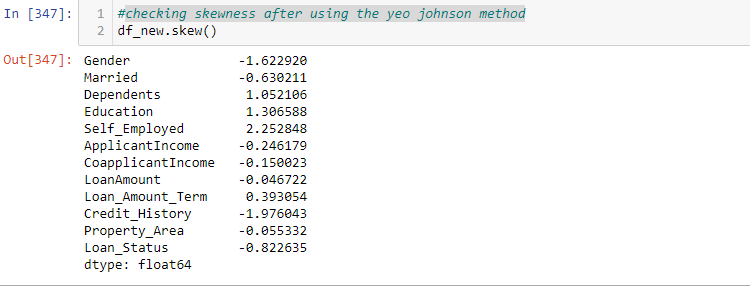 In [347]: 1 #checking skewness after using the yeo johnson method
2 df_new.skew()
Out[347]: Gender -1.622920
Married -0.630211
Dependents 1.052106
Education 1.306588
Self_Employed 2.252848
ApplicantIncome -0.246179
CoapplicantIncome -0.150023
LoanAmount -0.046722
Loan_Amount_Term 0.393054
Credit_History -1.976043
Property_Area -0.055332
Loan_Status -0.822635
dtype: float64